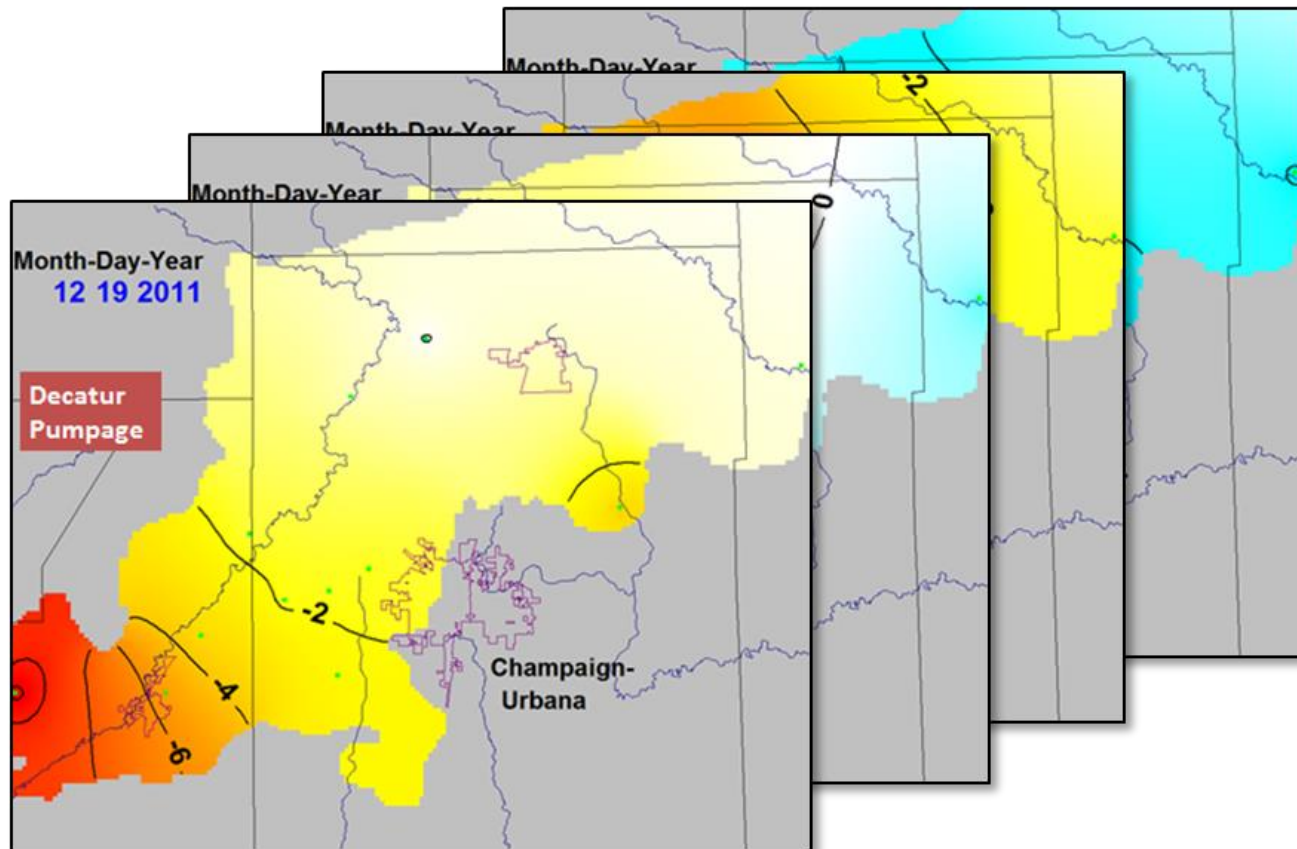 Month-Day-Year
-2
Month-Day-Year
Month-Day-Year
0
Month-Day-Year
12 19 2011
Decatur
Pumpage
-2
-4
-6
Champaign-
Urbana